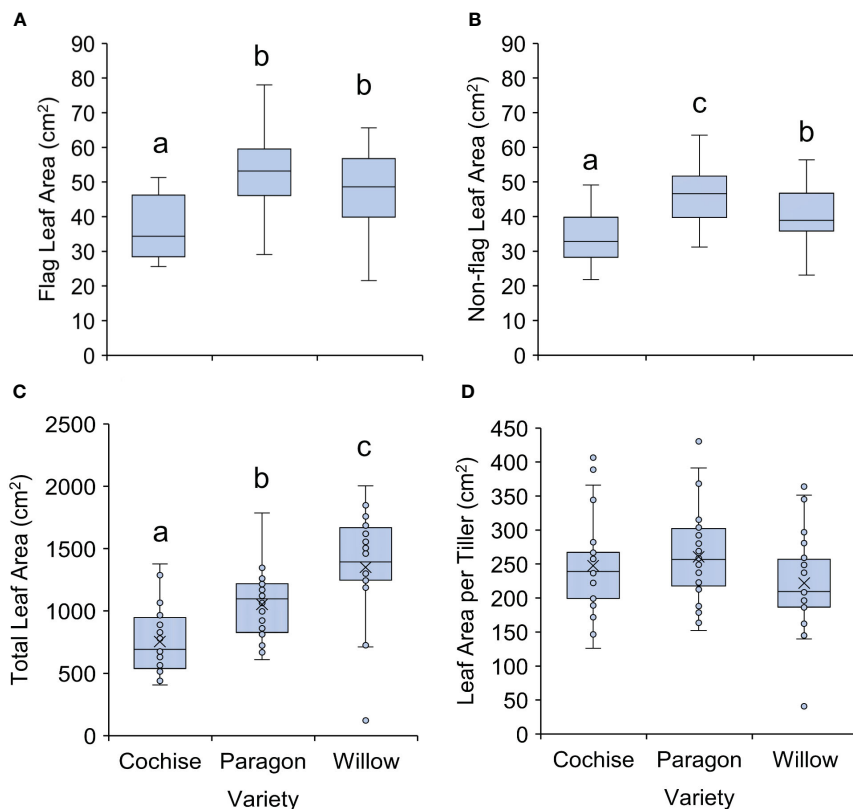 A
Flag Leaf Area (cm²)
90
80
70
60
50
40
30
20
10
0
a
b
b
B
Non-flag Leaf Area (cm²)
90
80
70
60
50
40
30
20
10
0
a
c
b
C
Total Leaf Area (cm²)
2500
2000
1500
1000
500
0
a
b
c
Cochise Paragon Willow
Variety
D
Leaf Area per Tiller (cm²)
450
400
350
300
250
200
150
100
50
0
Cochise Paragon Willow
Variety